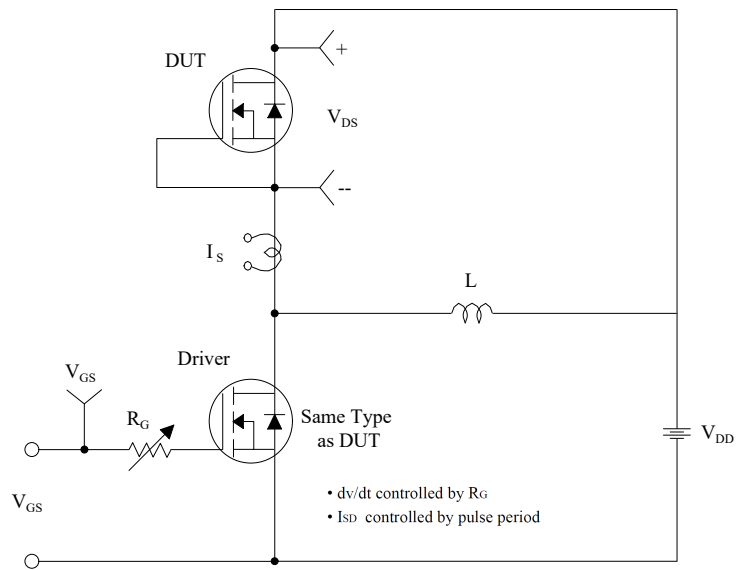 DUT
+
VDS
--
IS
L
Driver
VGS
RG
Same Type
as DUT
VDD
VGS
• dv/dt controlled by RG
• ISD controlled by pulse period